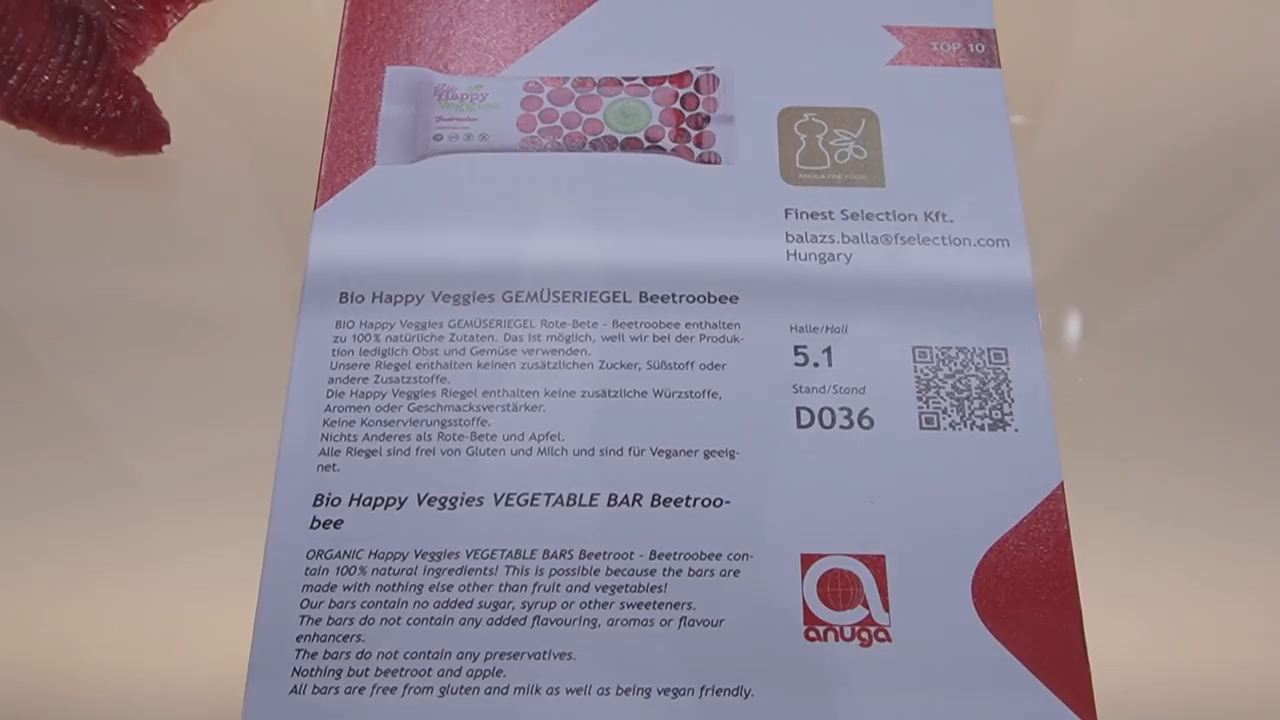 TOP 10
Happy
Veggies
ANUGA FINE FOOD
Finest Selection Kft.
balazs.balla@fselection.com
Hungary
Bio Happy Veggies GEMÜSERIEGEL Beetroobee
BIO Happy Veggies GEMÜSERIEGEL Rote-Bete - Beetroobee enthalten
zu 100% natürliche Zutaten. Das ist möglich, weil wir bei der Produk-
tion lediglich Obst und Gemüse verwenden.
Unsere Riegel enthalten keinen zusätzlichen Zucker, Süßstoff oder
andere Zusatzstoffe.
Die Happy Veggies Riegel enthalten keine zusätzliche Würzstoffe,
Aromen oder Geschmacksverstärker.
Keine Konservierungsstoffe.
Nichts Anderes als Rote-Bete und Apfel.
Alle Riegel sind frei von Gluten und Milch und sind für Veganer geeig-
net.
Halle/Hall
5.1
Stand/Stand
D036
Bio Happy Veggies VEGETABLE BAR Beetroo-
bee
ORGANIC Happy Veggies VEGETABLE BARS Beetroot - Beetroobee con-
tain 100% natural ingredients! This is possible because the bars are
made with nothing else other than fruit and vegetables!
Our bars contain no added sugar, syrup or other sweeteners.
The bars do not contain any added flavouring, aromas or flavour
enhancers.
The bars do not contain any preservatives.
Nothing but beetroot and apple.
All bars are free from gluten and milk as well as being vegan friendly.
anuga